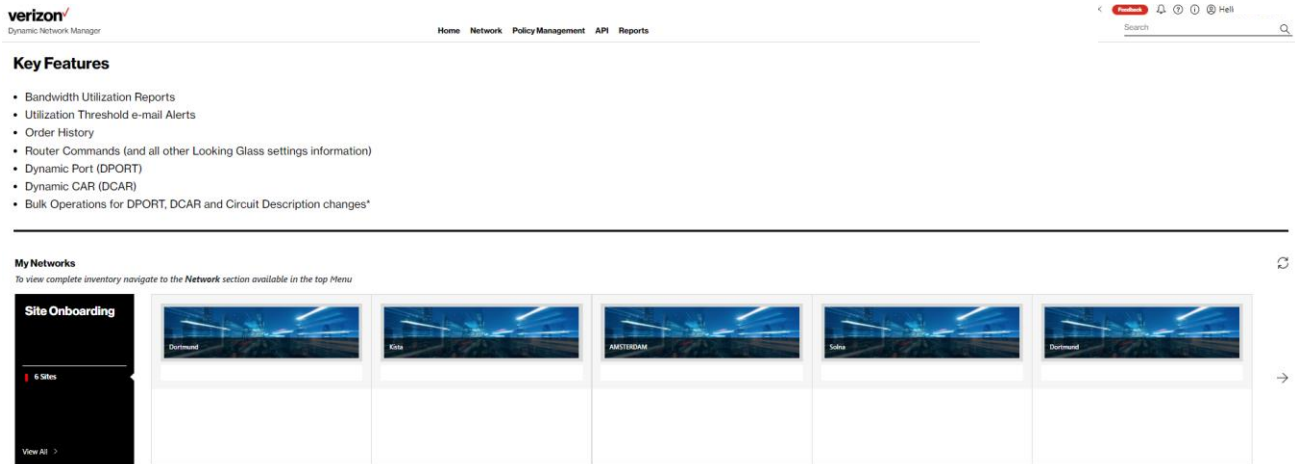 verizon✓
Dynamic Network Manager
Home Network Policy Management API Reports
Feedback Hell
Search
Key Features
• Bandwidth Utilization Reports
• Utilization Threshold e-mail Alerts
• Order History
• Router Commands (and all other Looking Glass settings information)
• Dynamic Port (DPORT)
• Dynamic CAR (DCAR)
• Bulk Operations for DPORT, DCAR and Circuit Description changes*
My Networks
To view complete inventory navigate to the Network section available in the top Menu
Site Onboarding
6 Sites
View All >
Dortmund
Kista
AMSTERDAM
Solna
Dortmund